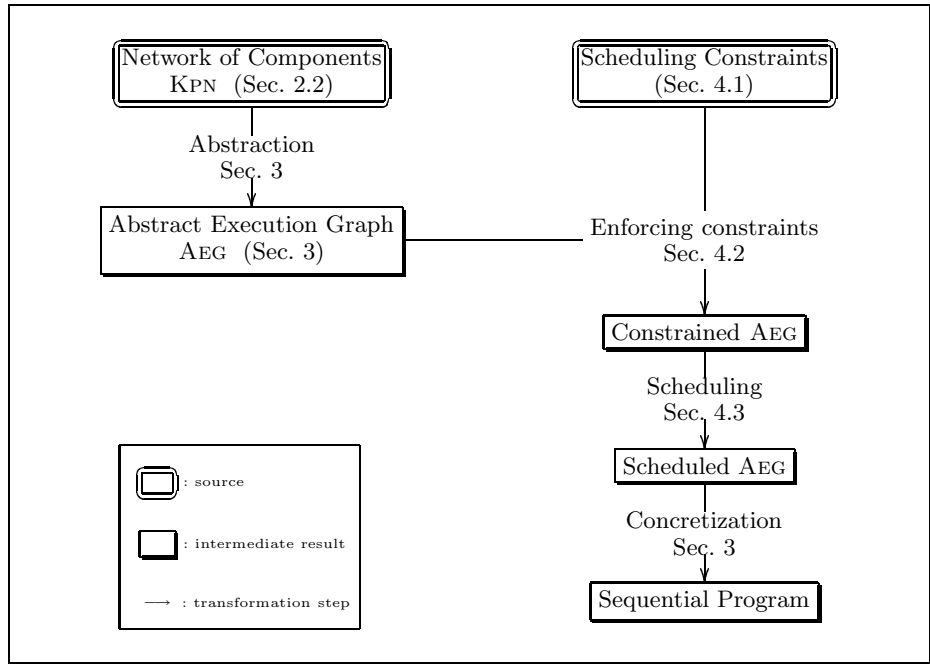 Network of Components
KPN (Sec. 2.2)
Scheduling Constraints
(Sec. 4.1)
Abstraction
Sec. 3
Abstract Execution Graph
AEG (Sec. 3)
Enforcing constraints
Sec. 4.2
Constrained AEG
Scheduling
Sec. 4.3
Scheduled AEG
Concretization
Sec. 3
Sequential Program
: source
: intermediate result
: transformation step